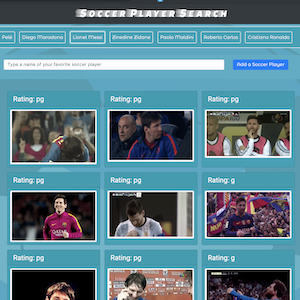 Soccer Player Search
Pelé Diego Maradona Lionel Messi Zinedine Zidane Paolo Maldini Roberto Carlos Cristiano Ronaldo
Type a name of your favorite soccer player Add a Soccer Player
Rating: pg Rating: pg Rating: pg
Rating: pg Rating: pg Rating: g
Rating: pg Rating: pg Rating: g